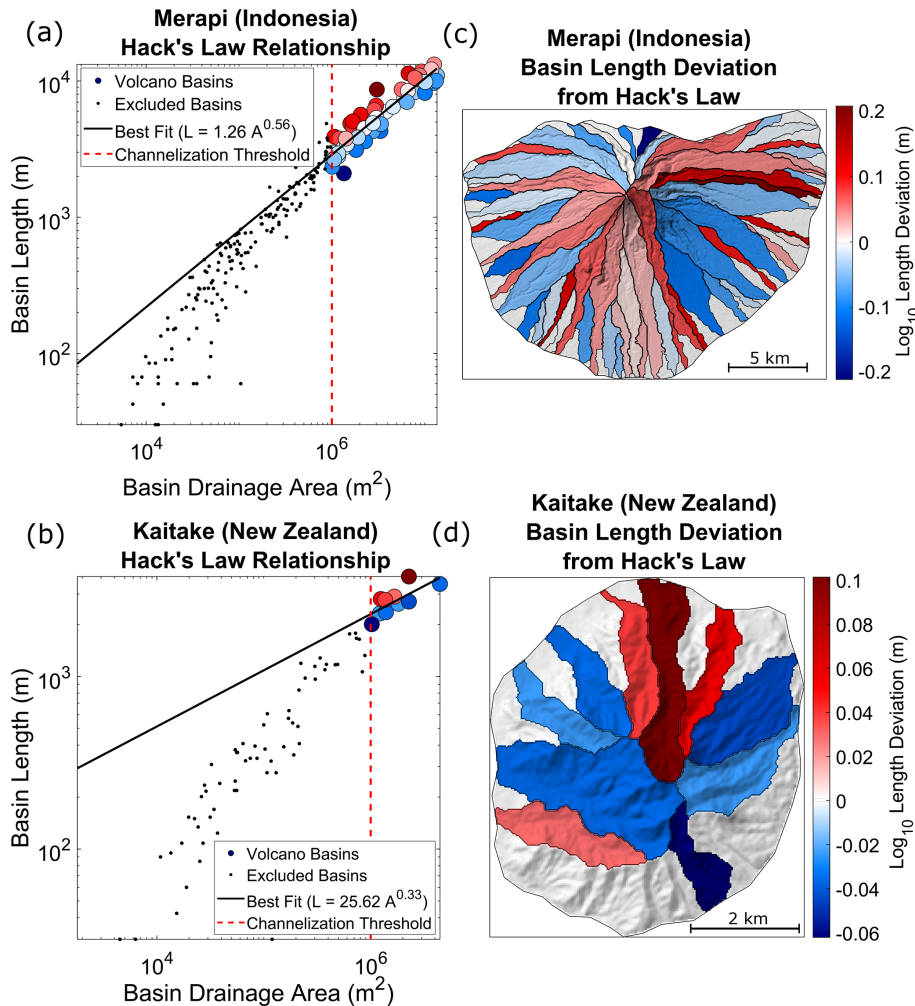 (a)
Merapi (Indonesia)
Hack's Law Relationship
Volcano Basins
Excluded Basins
Best Fit (L = 1.26 A^0.56)
Channelization Threshold
10^4
10^3
10^2
Basin Length (m)
10^4
10^6
Basin Drainage Area (m^2)
(c)
Merapi (Indonesia)
Basin Length Deviation
from Hack's Law
5 km
0.2
0.1
0
-0.1
-0.2
Log10 Length Deviation (m)
(b)
Kaitake (New Zealand)
Hack's Law Relationship
10^3
10^2
Basin Length (m)
Volcano Basins
Excluded Basins
Best Fit (L = 25.62 A^0.33)
Channelization Threshold
10^4
10^6
Basin Drainage Area (m^2)
(d)
Kaitake (New Zealand)
Basin Length Deviation
from Hack's Law
2 km
0.1
0.08
0.06
0.04
0.02
0
-0.02
-0.04
-0.06
Log10 Length Deviation (m)